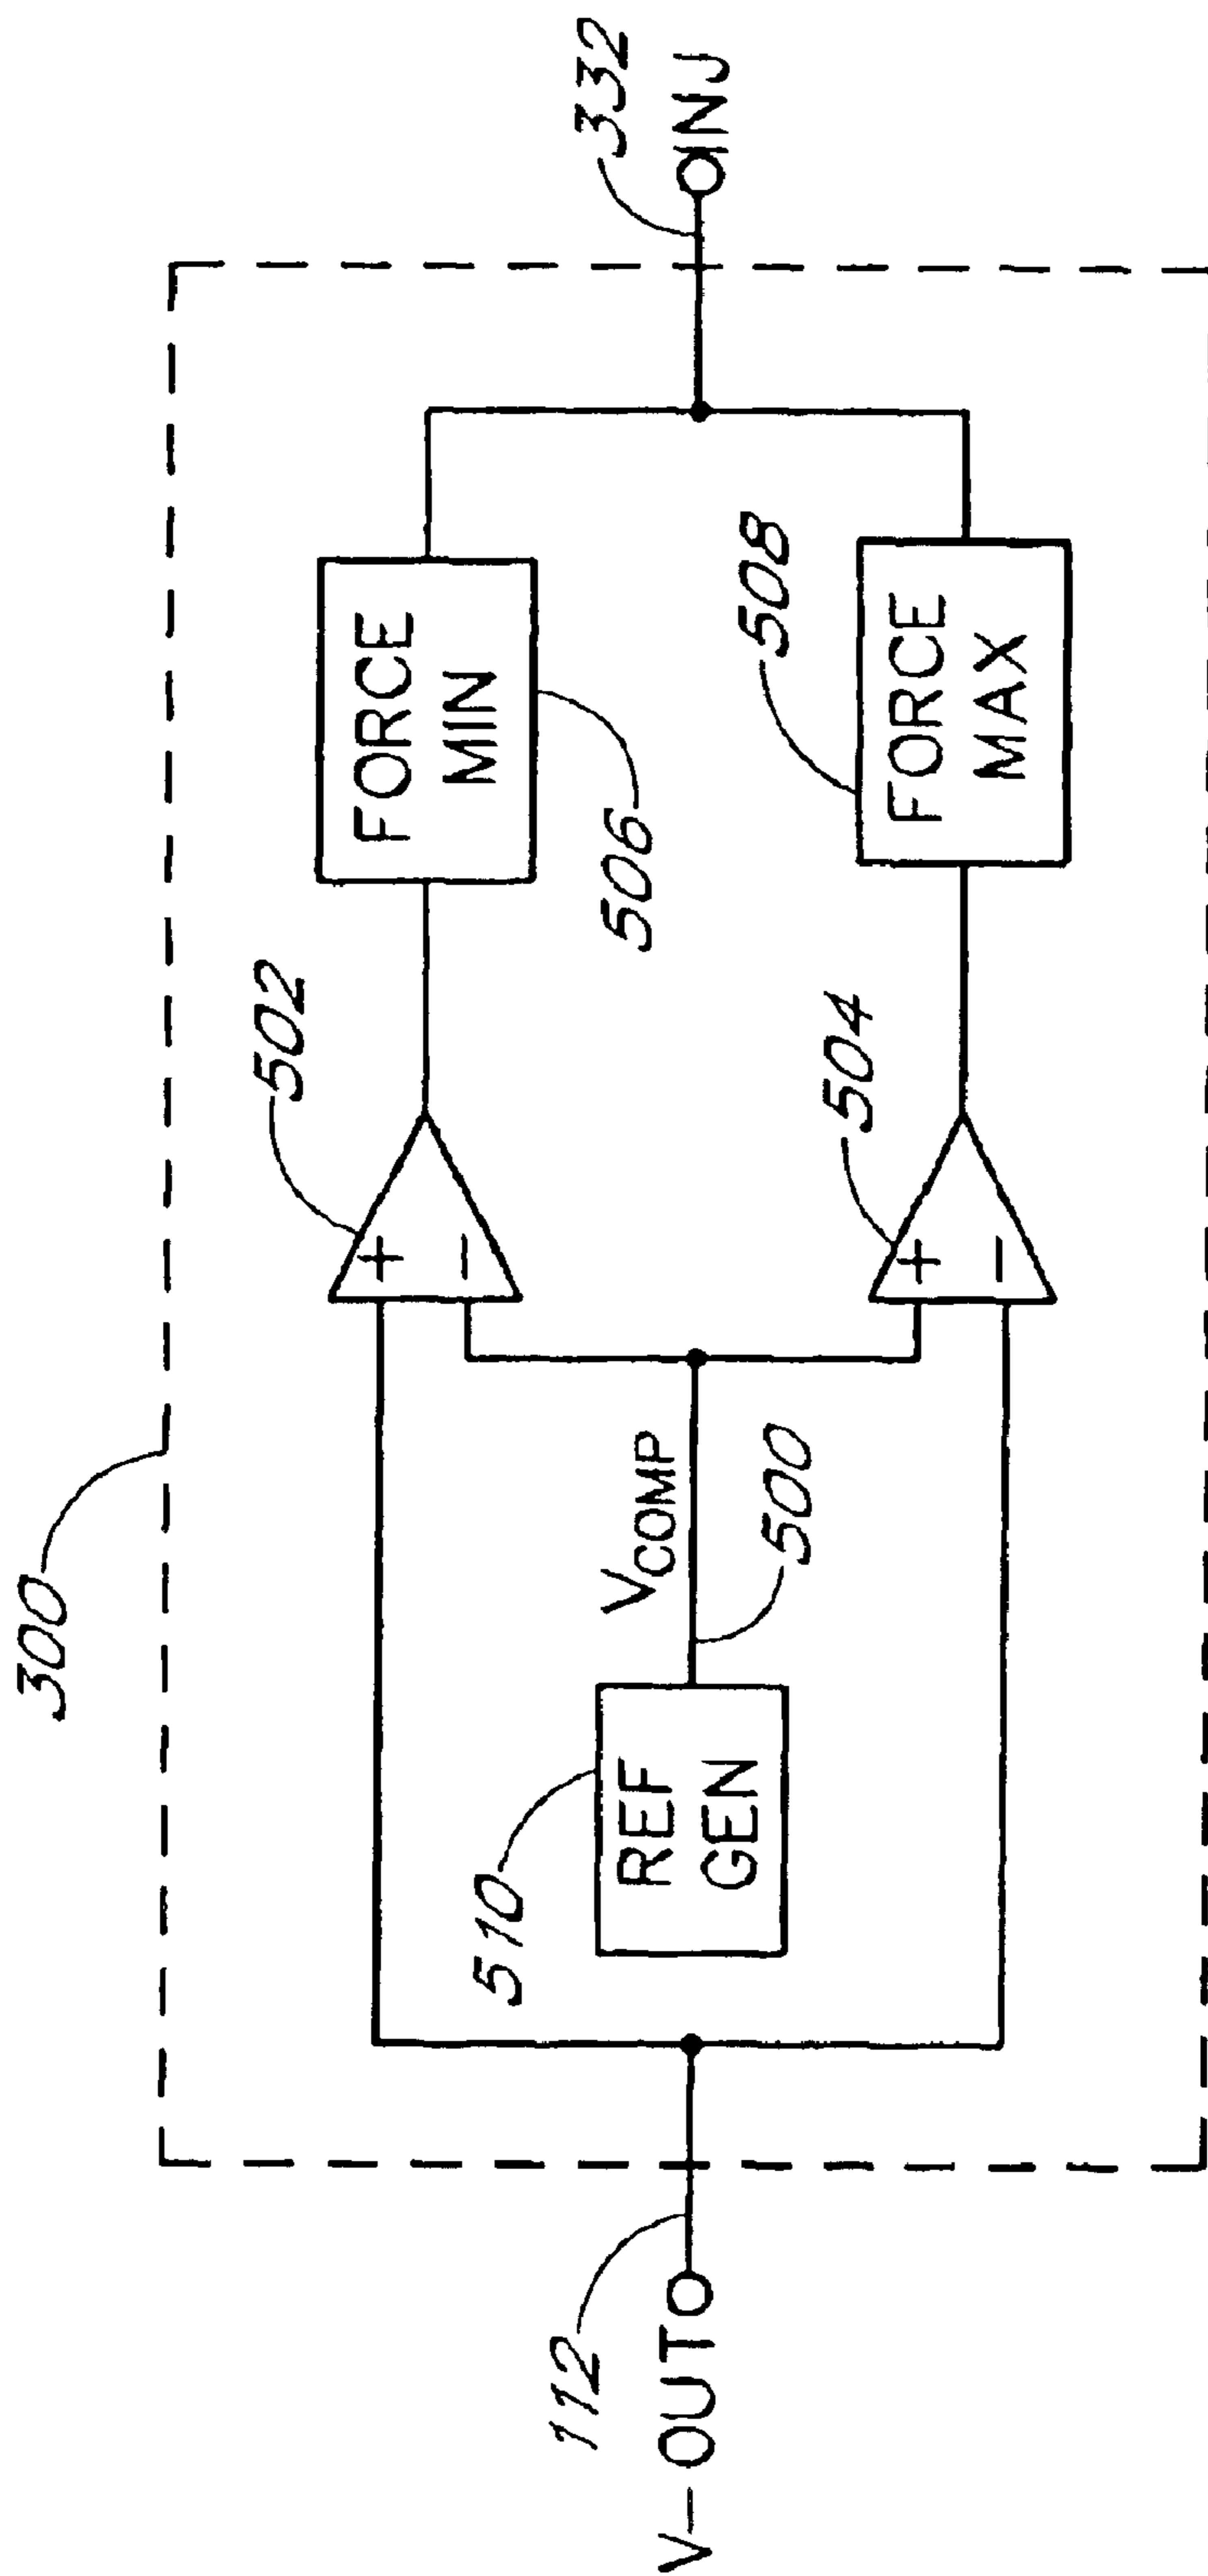 300
502
FORCE
MIN
506
332
INJ
112
V-OUT
510
REF
GEN
VCOMP
500
+
-
504
+
-
508
FORCE
MAX